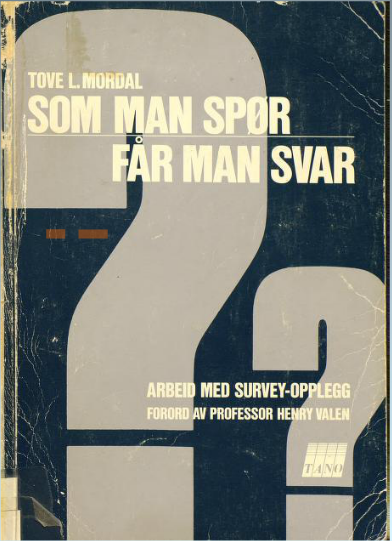 TOVE L. MORDAL
SOM MAN SPØR
FÅR MAN SVAR
ARBEID MED SURVEY-OPPLEGG
FORORD AV PROFESSOR HENRY VALEN
TANO